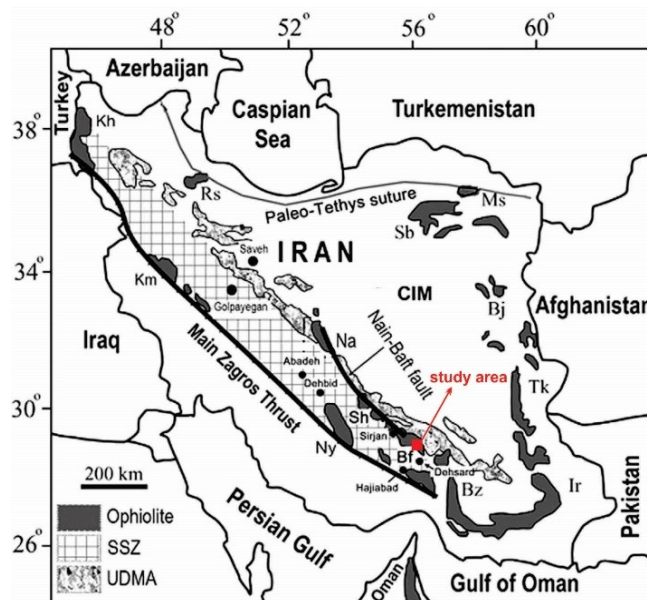 48° 52° 56° 60°
Azerbaijan
Turkey
Caspian
Sea
Turkemenistan
38°
Kh
Rs
Paleo-Tethys suture
Ms
Sb
IRAN
Saveh
34°
Km
CIM
Golpayegan
Bj
Afghanistan
Iraq
Na
Nain-Baft fault
Main Zagros Thrust
Abadeh
Dehbid
study area
Tk
30°
Sh
Sirjan
Ny
Bf
Dehsard
200 km
Hajiabad
Bz
Ir
Pakistan
Ophiolite
SSZ
UDMA
Persian Gulf
26°
Oman
Gulf of Oman